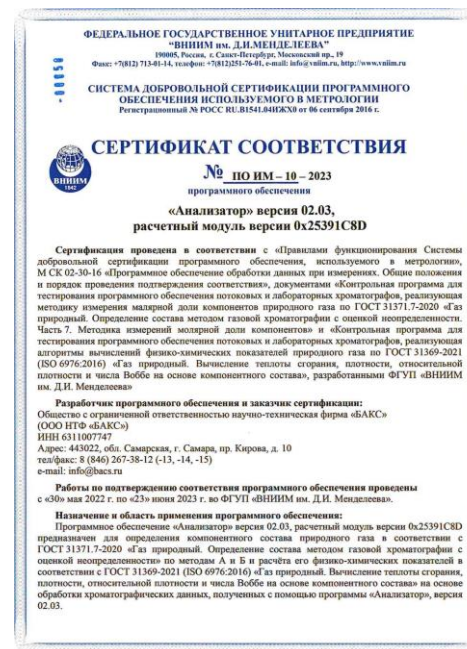 ФЕДЕРАЛЬНОЕ ГОСУДАРСТВЕННОЕ УНИТАРНОЕ ПРЕДПРИЯТИЕ
"ВНИИМ им. Д.И.МЕНДЕЛЕЕВА"
190005, Россия, г. Санкт-Петербург, Московский пр., 19
Факс: +7(812) 713-01-14, телефон: +7(812)251-76-01, e-mail: info@vniim.ru, http://www.vniim.ru
-00050
СИСТЕМА ДОБРОВОЛЬНОЙ СЕРТИФИКАЦИИ ПРОГРАММНОГО
ОБЕСПЕЧЕНИЯ ИСПОЛЬЗУЕМОГО В МЕТРОЛОГИИ
Регистрационный № РОСС RU.В1541.04ИЖХ0 от 06 сентября 2016 г.
ВНИИМ
1842
СЕРТИФИКАТ СООТВЕТСТВИЯ
№ ПО ИМ – 10 – 2023
программного обеспечения
«Анализатор» версия 02.03,
расчетный модуль версии 0x25391C8D
Сертификация проведена в соответствии с «Правилами функционирования Системы
добровольной сертификации программного обеспечения, используемого в метрологии»,
М СК 02-30-16 «Программное обеспечение обработки данных при измерениях. Общие положения
и порядок проведения подтверждения соответствия», документами «Контрольная программа для
тестирования программного обеспечения потоковых и лабораторных хроматографов, реализующая
методику измерения малярной доли компонентов природного газа по ГОСТ 31371.7-2020 «Газ
природный. Определение состава методом газовой хроматографии с оценкой неопределенности.
Часть 7. Методика измерений молярной доли компонентов» и «Контрольная программа для
тестирования программного обеспечения потоковых и лабораторных хроматографов, реализующая
алгоритмы вычислений физико-химических показателей природного газа по ГОСТ 31369-2021
(ISO 6976:2016) «Газ природный. Вычисление теплоты сгорания, плотности, относительной
плотности и числа Воббе на основе компонентного состава», разработанными ФГУП «ВНИИМ
им. Д.И. Менделеева»
Разработчик программного обеспечения и заказчик сертификации:
Общество с ограниченной ответственностью научно-техническая фирма «БАКС»
(ООО НТФ «БАКС»)
ИНН 6311007747
Адрес: 443022, обл. Самарская, г. Самара, пр. Кирова, д. 10
тел/факс: 8 (846) 267-38-12 (-13, -14, -15)
e-mail: info@bacs.ru
Работы по подтверждению соответствия программного обеспечения проведены
с «30» мая 2022 г. по «23» июня 2023 г. во ФГУП «ВНИИМ им. Д.И. Менделеева».
Назначение и область применения программного обеспечения:
Программное обеспечение «Анализатор» версия 02.03, расчетный модуль версии 0x25391C8D
предназначен для определения компонентного состава природного газа в соответствии с
ГОСТ 31371.7-2020 «Газ природный. Определение состава методом газовой хроматографии с
оценкой неопределенности» по методам А и Б и расчёта его физико-химических показателей в
соответствии с ГОСТ 31369-2021 (ISO 6976:2016) «Газ природный. Вычисление теплоты сгорания,
плотности, относительной плотности и числа Воббе на основе компонентного состава» на основе
обработки хроматографических данных, полученных с помощью программы «Анализатор», версия
02.03.